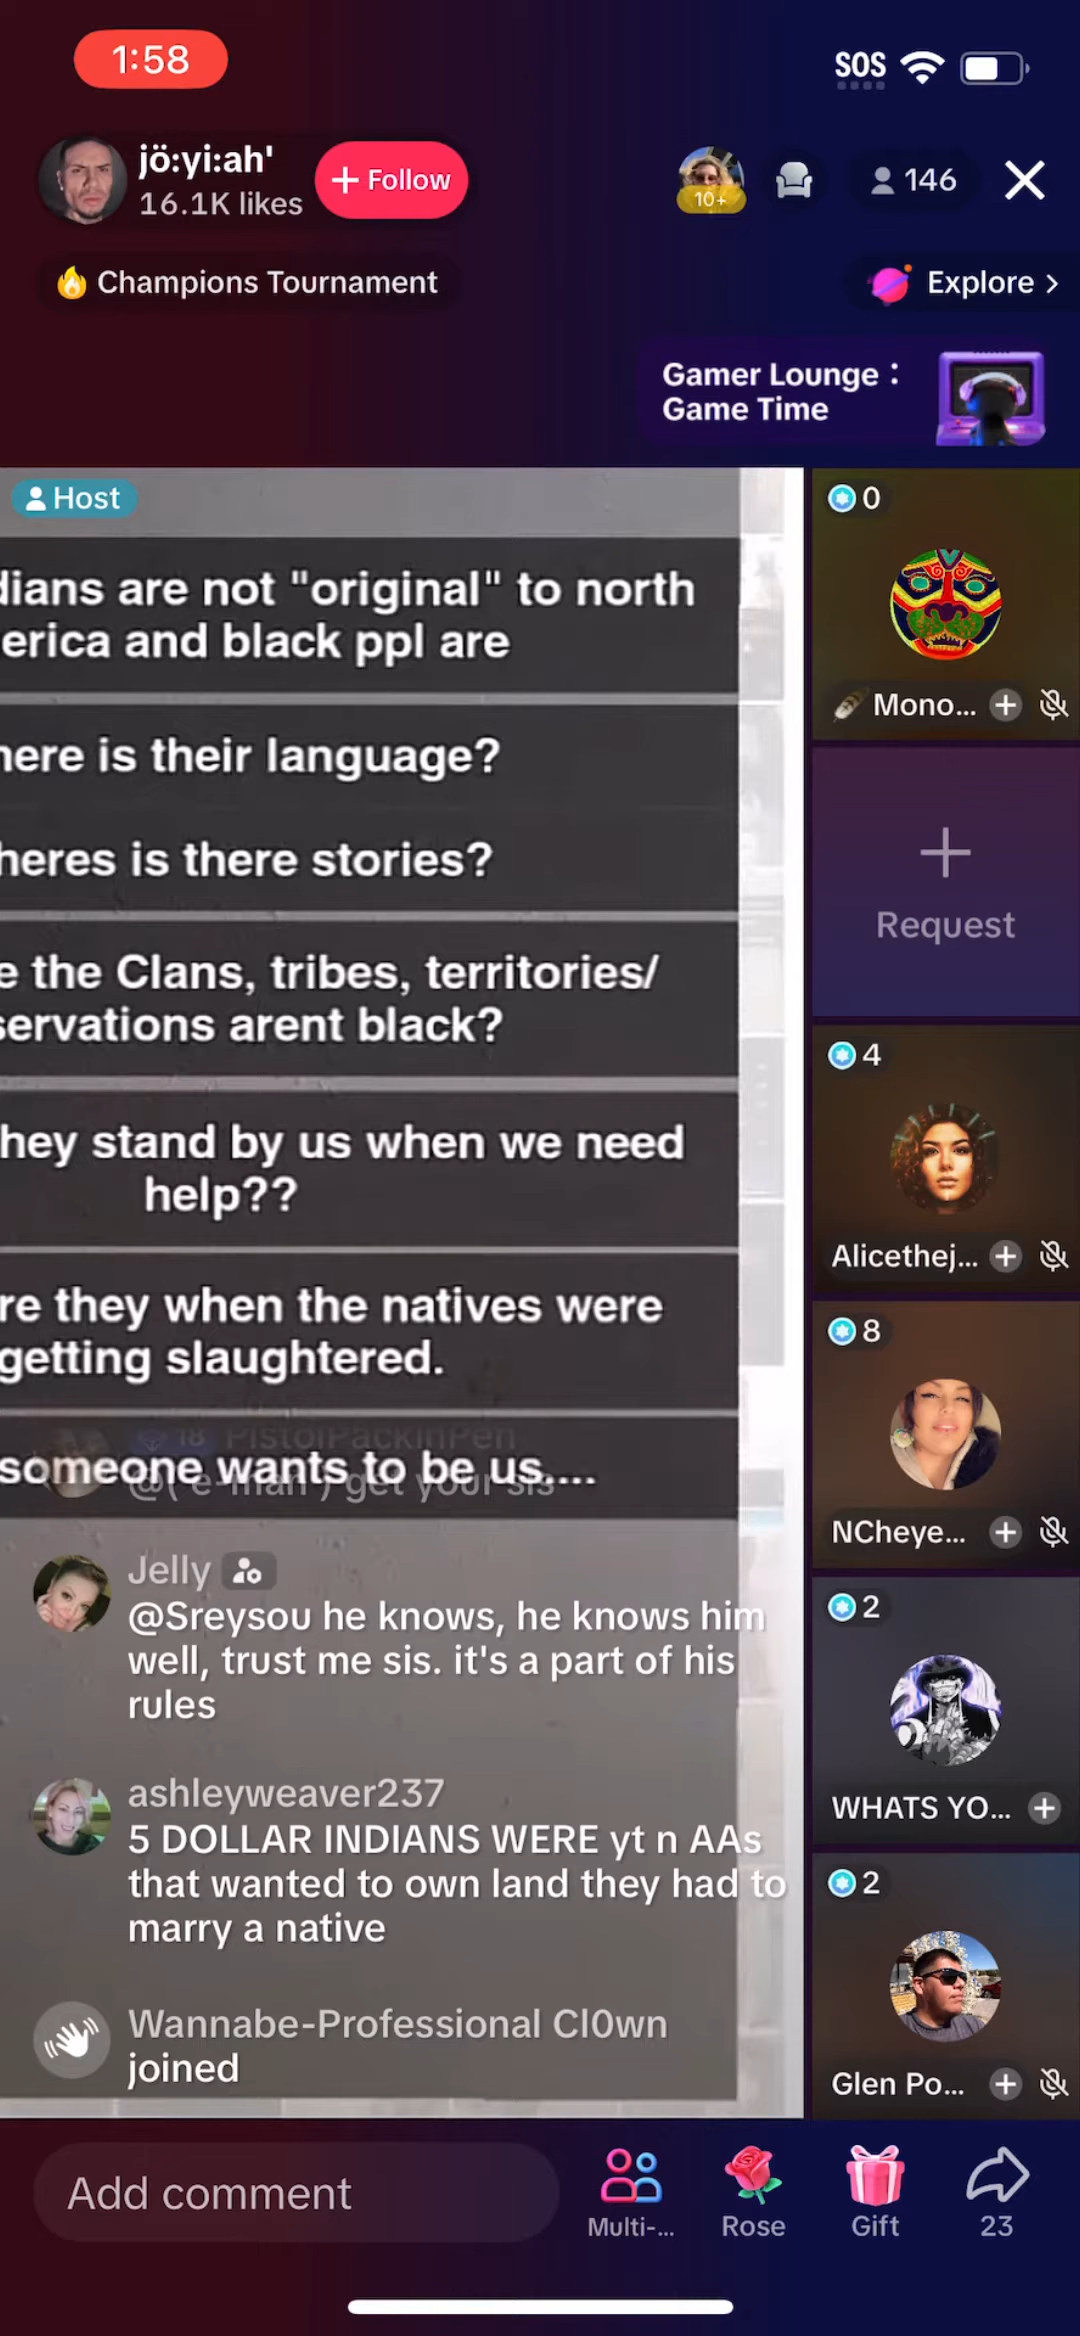 1:58
SOS
jö:yi:ah'
16.1K likes
+ Follow
10+
146
Champions Tournament
Explore >
Gamer Lounge :
Game Time
Host
dians are not "original" to north
erica and black ppl are
here is their language?
heres is there stories?
e the Clans, tribes, territories/
servations arent black?
hey stand by us when we need
help??
re they when the natives were
getting slaughtered.
someone wants to be us....
18 PistolPackinPen
@( e-man ) get your sis
Jelly
@Sreysou he knows, he knows him
well, trust me sis. it's a part of his
rules
ashleyweaver237
5 DOLLAR INDIANS WERE yt n AAs
that wanted to own land they had to
marry a native
Wannabe-Professional Cl0wn
joined
0
Mono...
Request
4
Alicethej...
8
NCheye...
2
WHATS YO...
2
Glen Po...
Add comment
Multi-...
Rose
Gift
23